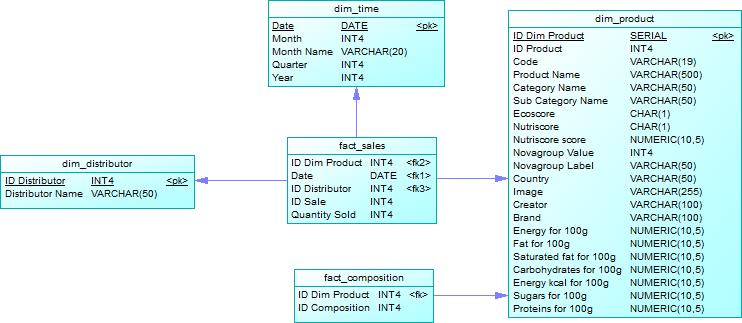 dim_time
Date DATE <pk>
Month INT4
Month Name VARCHAR(20)
Quarter INT4
Year INT4
dim_product
ID Dim Product SERIAL <pk>
ID Product INT4
Code VARCHAR(19)
Product Name VARCHAR(500)
Category Name VARCHAR(50)
Sub Category Name VARCHAR(50)
Ecoscore CHAR(1)
Nutriscore CHAR(1)
Nutriscore score NUMERIC(10,5)
Novagroup Value INT4
Novagroup Label VARCHAR(50)
Country VARCHAR(50)
Image VARCHAR(255)
Creator VARCHAR(100)
Brand VARCHAR(100)
Energy for 100g NUMERIC(10,5)
Fat for 100g NUMERIC(10,5)
Saturated fat for 100g NUMERIC(10,5)
Carbohydrates for 100g NUMERIC(10,5)
Energy kcal for 100g NUMERIC(10,5)
Sugars for 100g NUMERIC(10,5)
Proteins for 100g NUMERIC(10,5)
fact_sales
ID Dim Product INT4 <fk2>
Date DATE <fk1>
ID Distributor INT4 <fk3>
ID Sale INT4
Quantity Sold INT4
dim_distributor
ID Distributor INT4 <pk>
Distributor Name VARCHAR(50)
fact_composition
ID Dim Product INT4 <fk>
ID Composition INT4